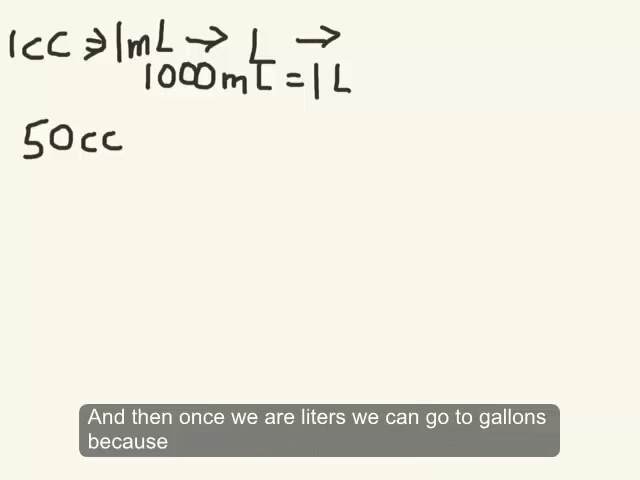 1cc ⇒ 1mL → L →
1000mL = 1L
50cc
And then once we are liters we can go to gallons
because